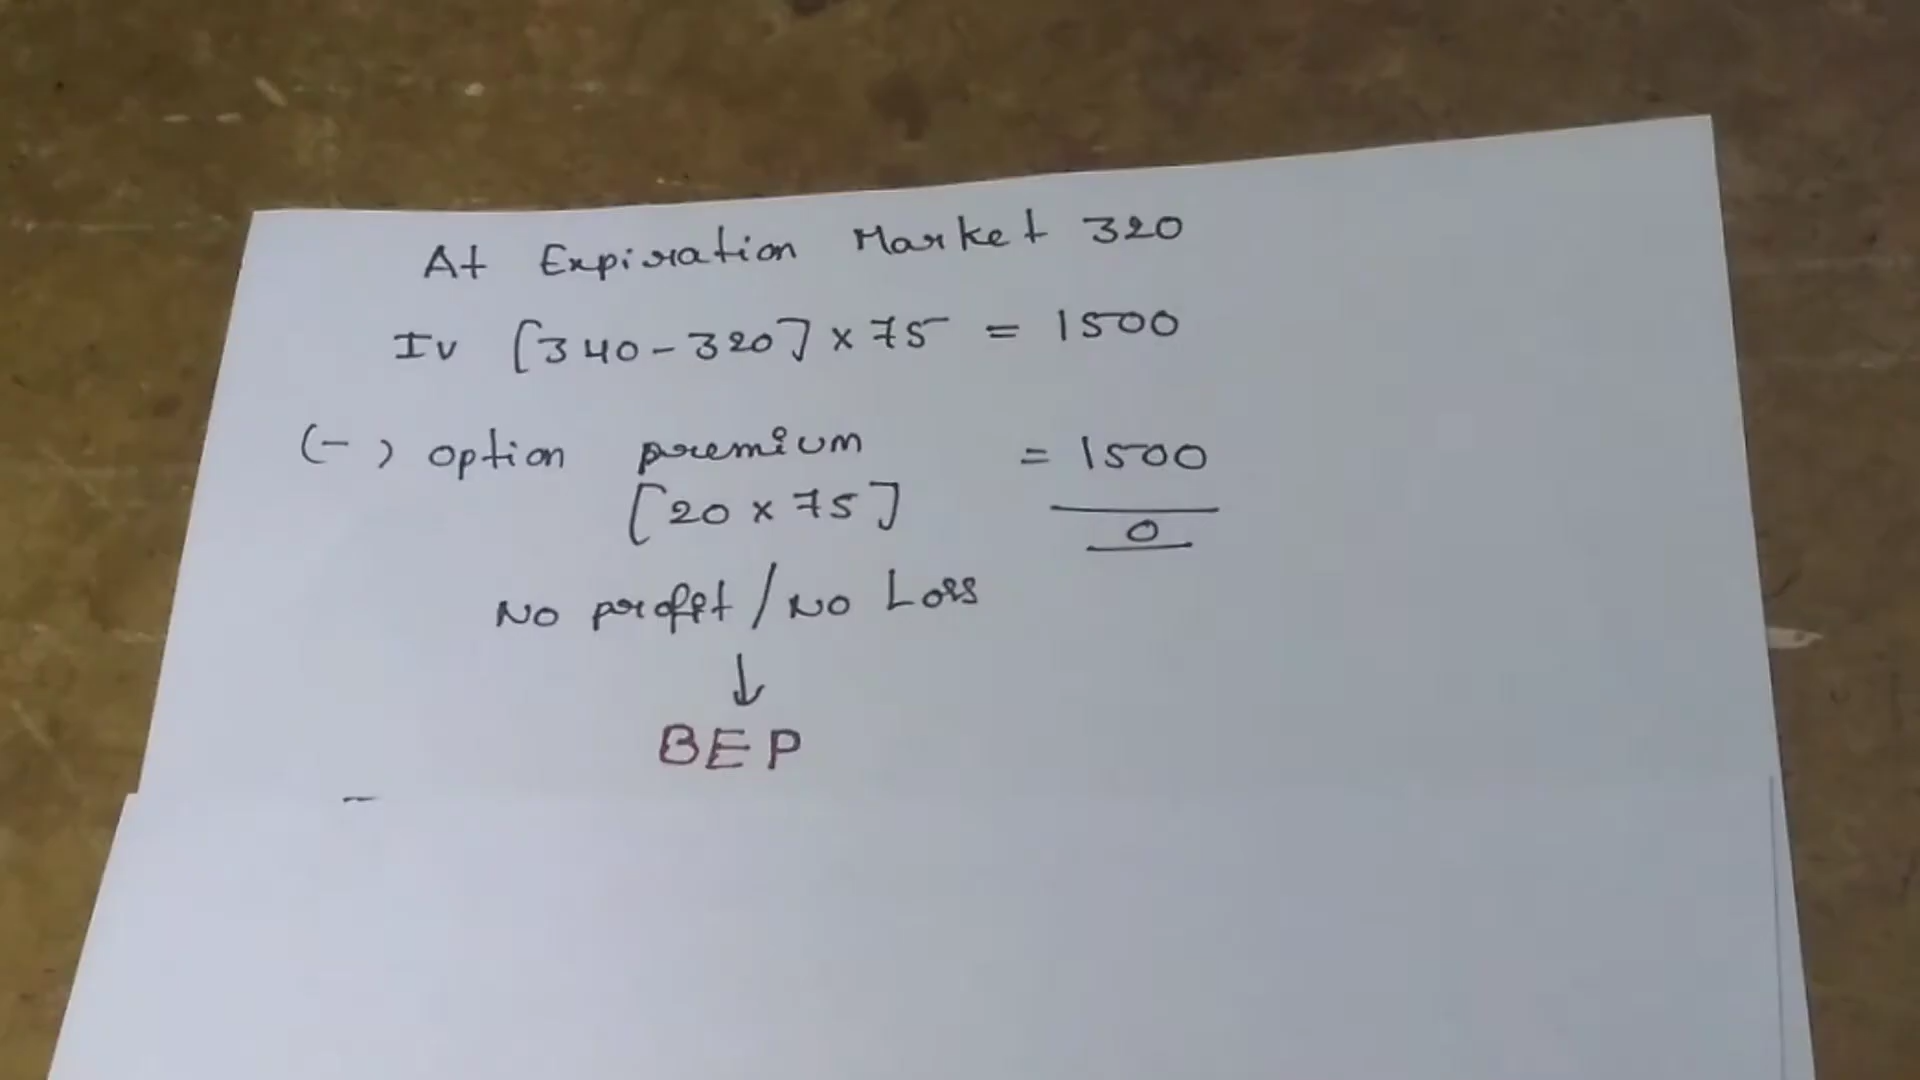 At Expiration Market 320
Iv [340-320] x 75 = 1500
(-) option premium = 1500
[20 x 75]
0
No profit / No Loss
↓
BEP